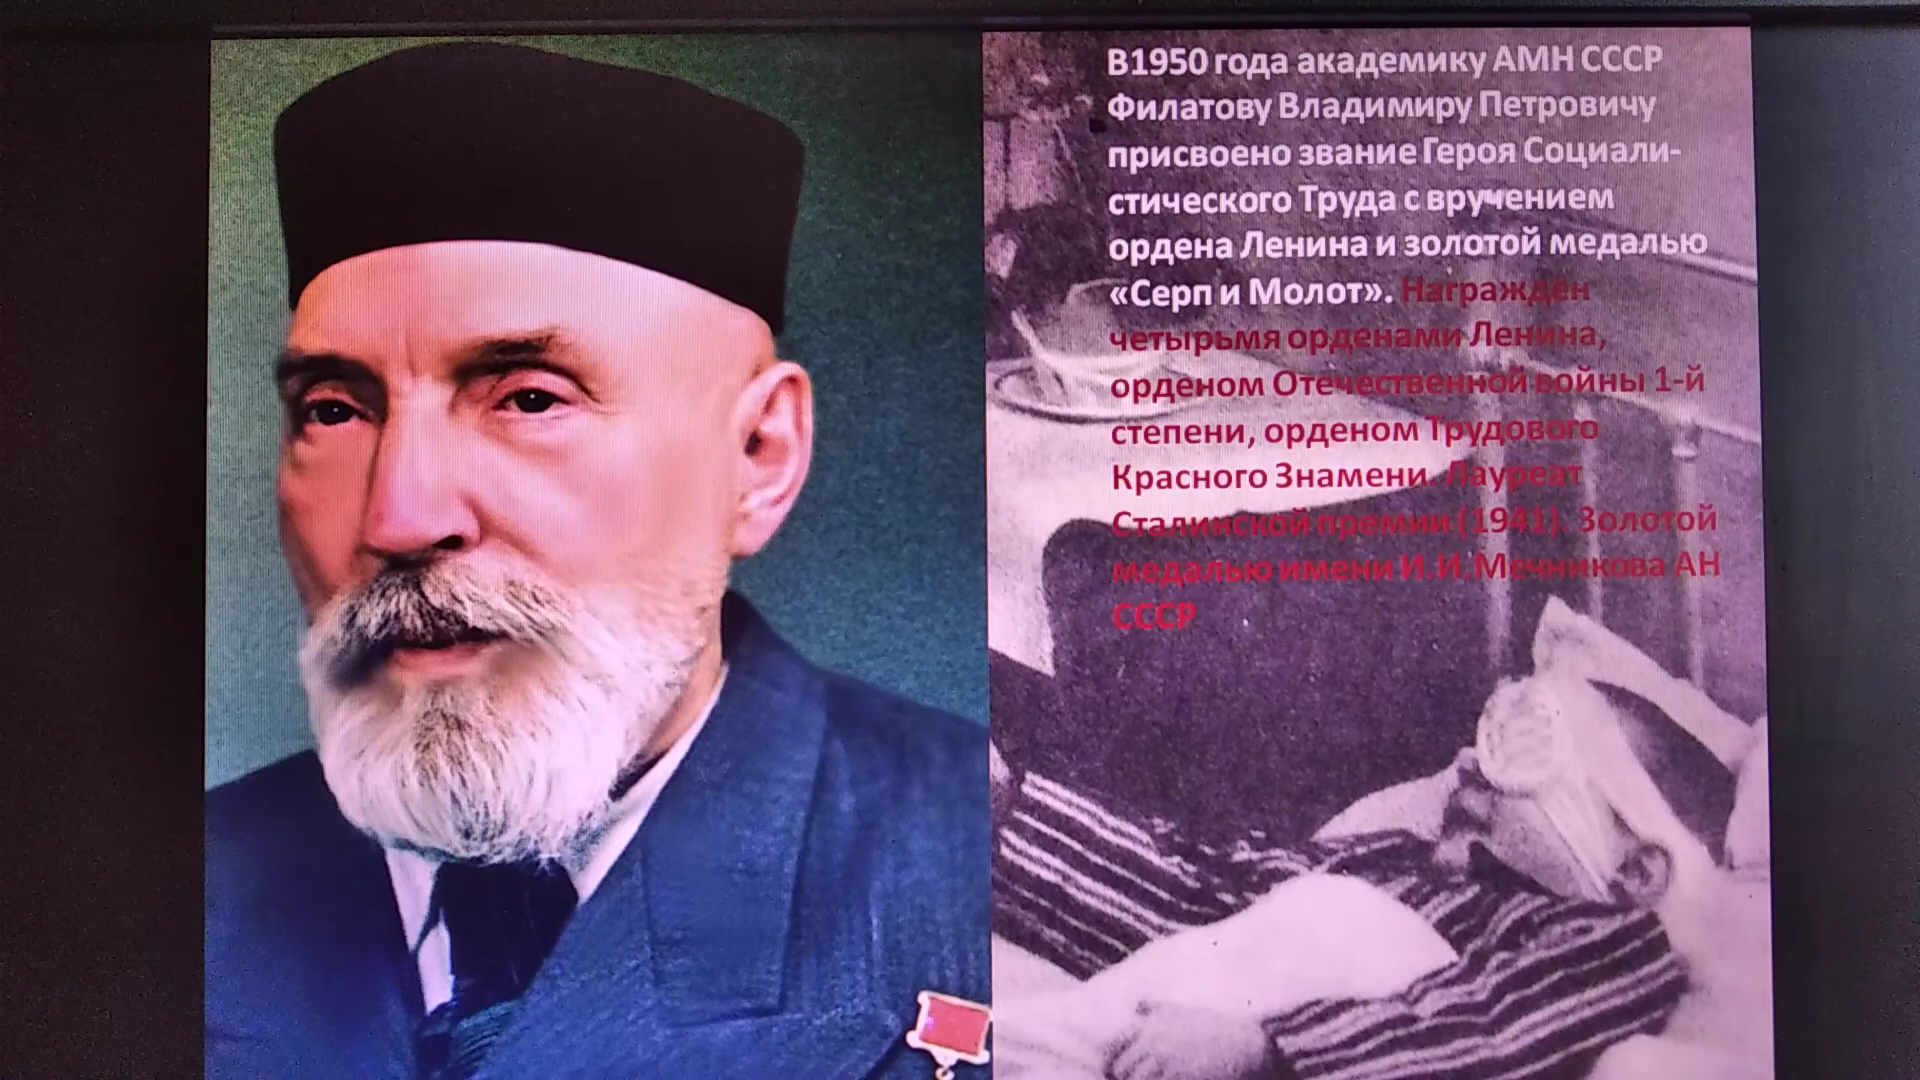 В1950 года академику АМН СССР
Филатову Владимиру Петровичу
присвоено звание Героя Социали-
стического Труда с вручением
ордена Ленина и золотой медалью
«Серп и Молот». Награждён
четырьмя орденами Ленина,
орденом Отечественной войны 1-й
степени, орденом Трудового
Красного Знамени. Лауреат
Сталинской премии (1941). Золотой
медалью имени И.И.Мечникова АН
СССР